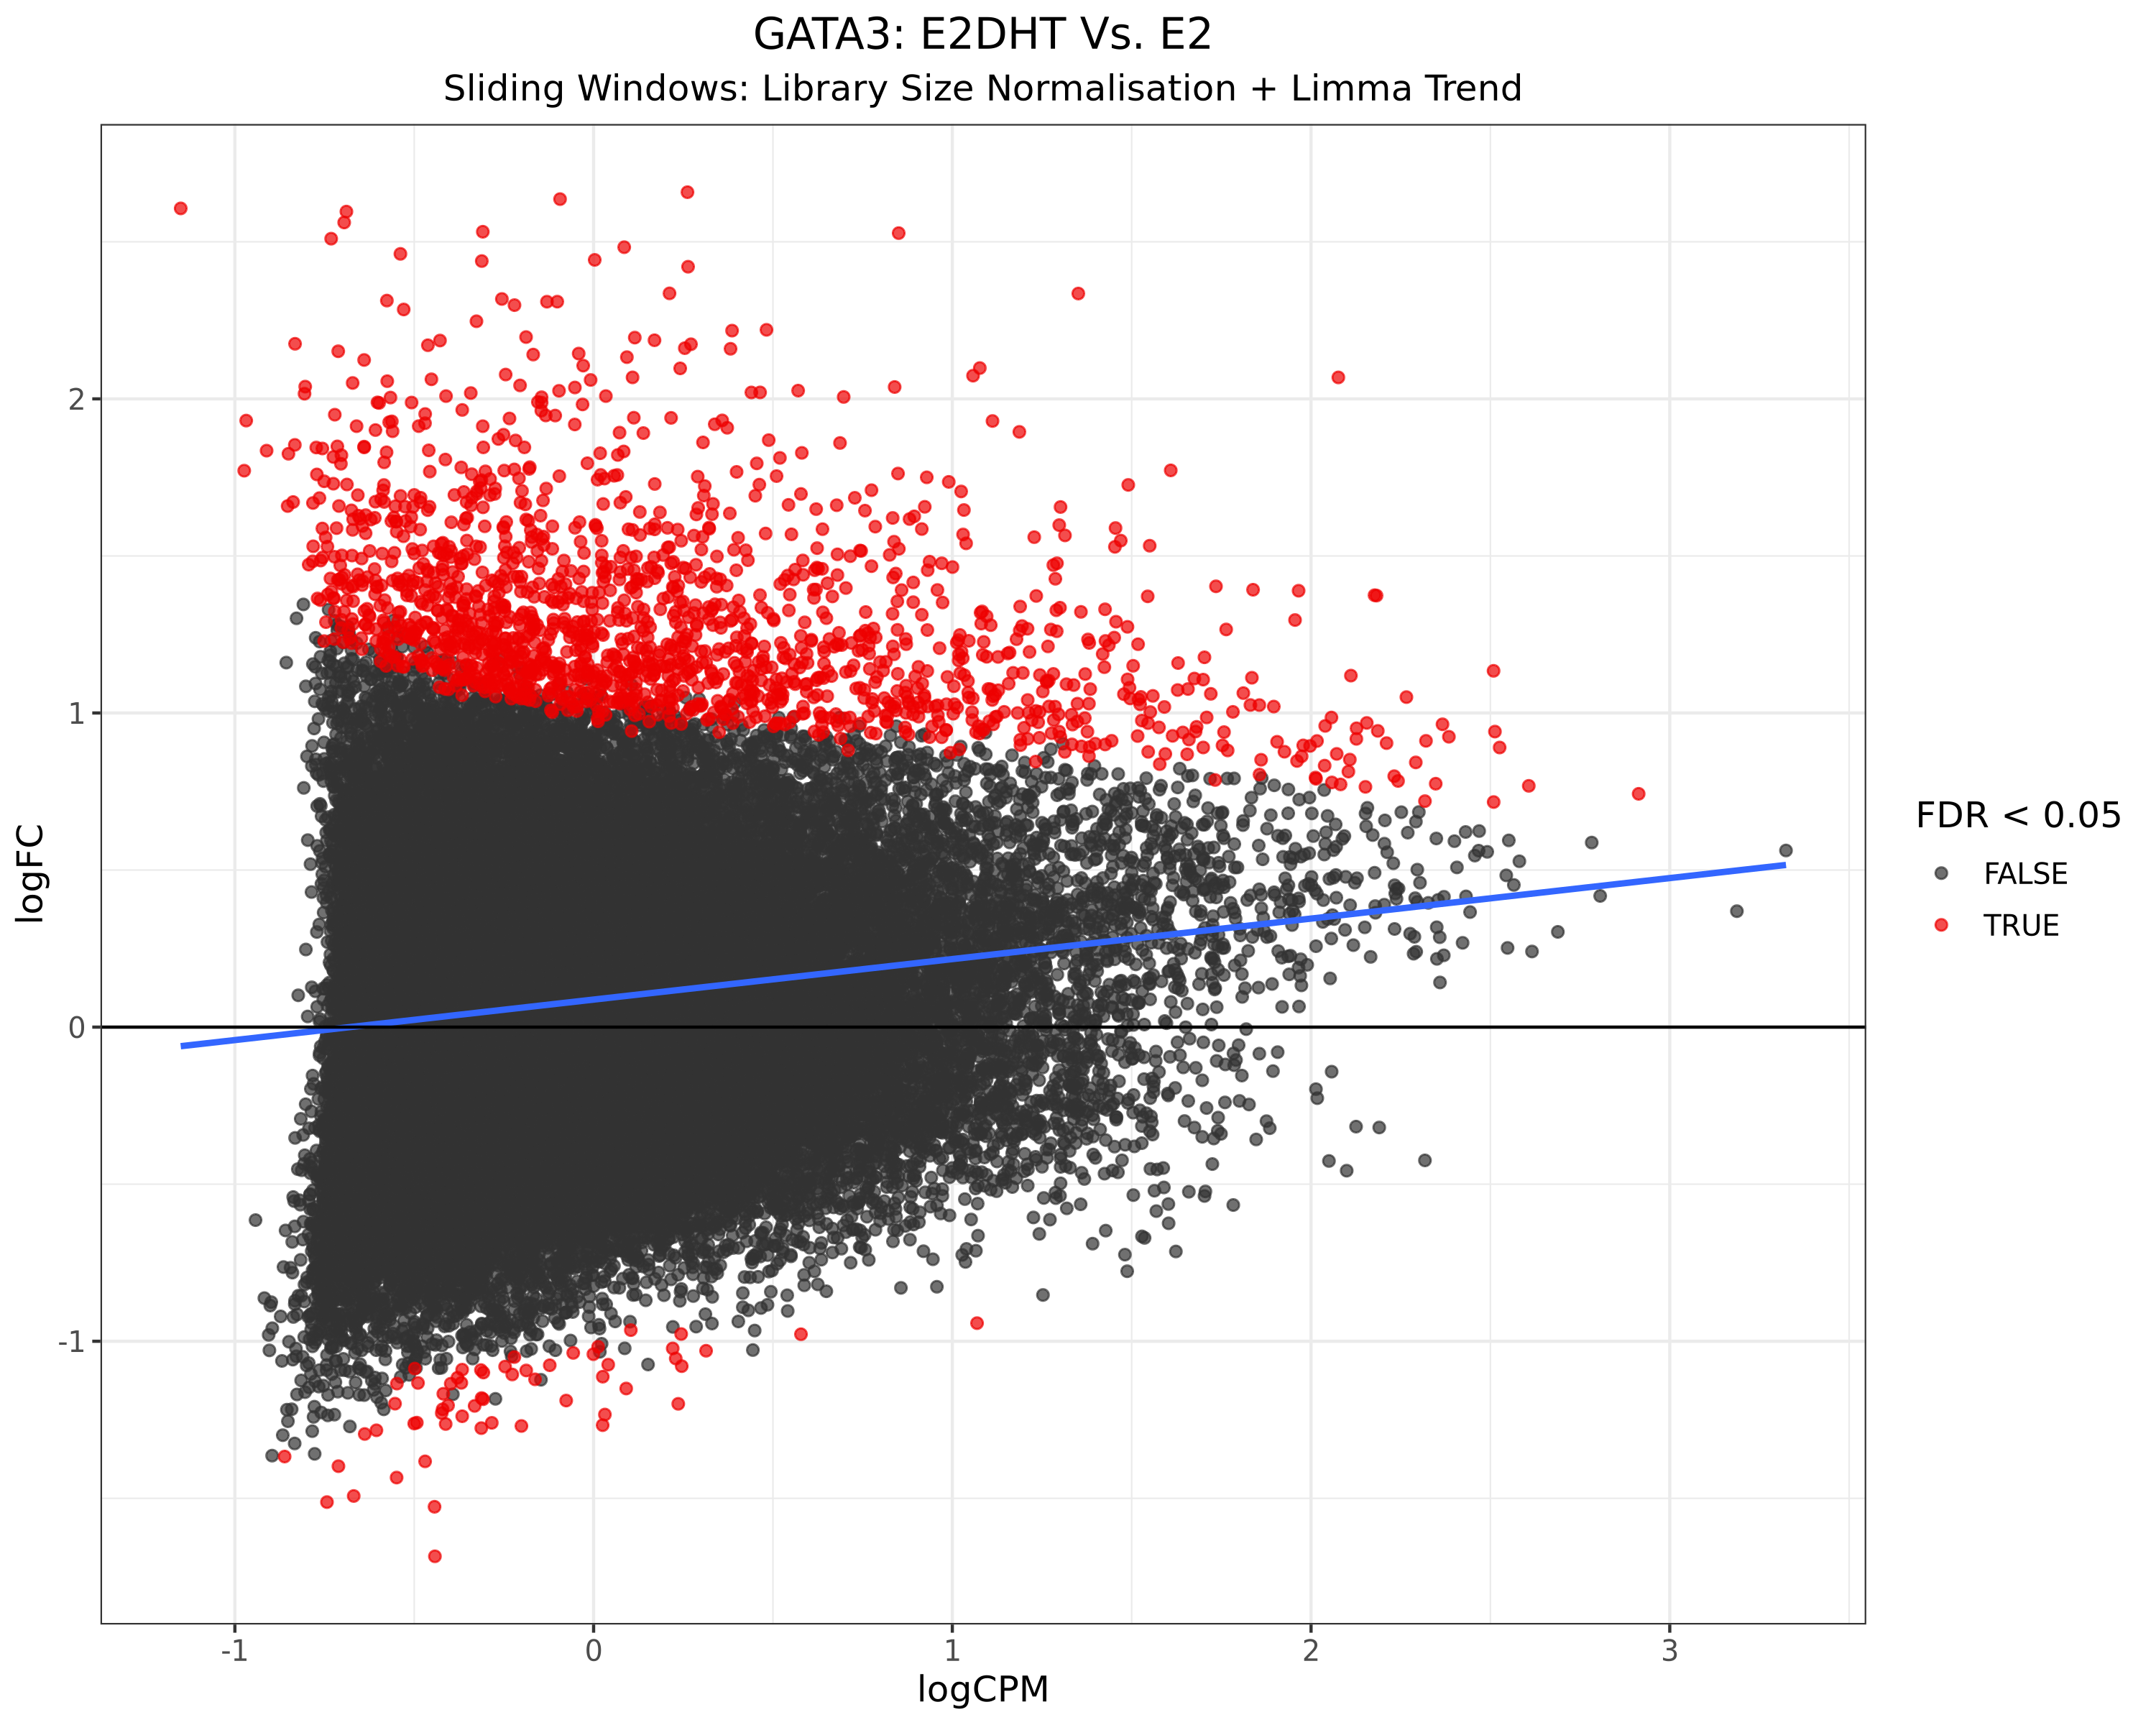 GATA3: E2DHT Vs. E2
Sliding Windows: Library Size Normalisation + Limma Trend
2
1
0
-1
logFC
-1 0 1 2 3
logCPM
FDR < 0.05
FALSE
TRUE